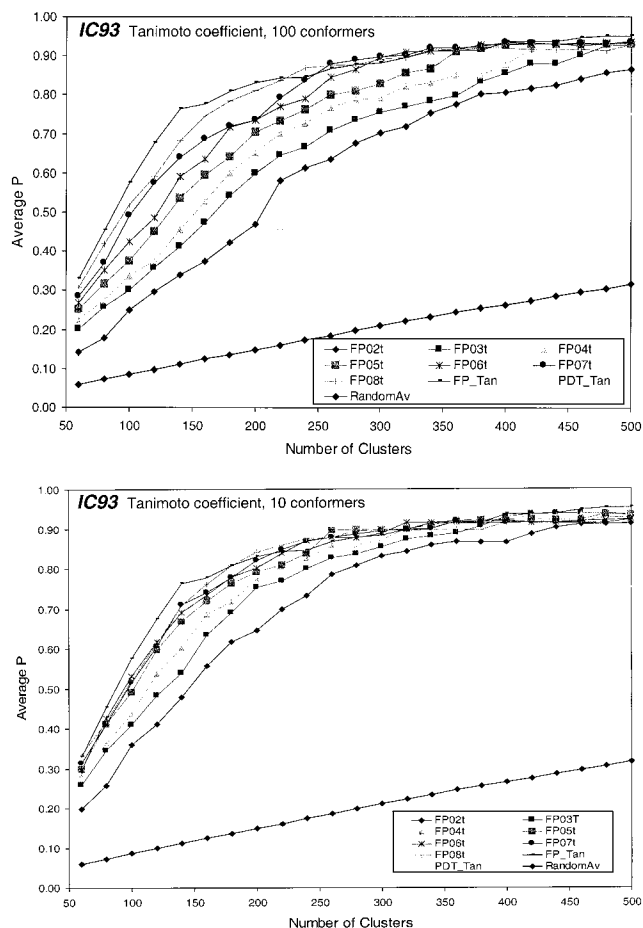 IC93 Tanimoto coefficient, 100 conformers
1.00
0.90
0.80
0.70
0.60
0.50
0.40
0.30
0.20
0.10
0.00
Average P
FP02t FP03t FP04t
FP05t FP06t FP07t
FP08t FP_Tan PDT_Tan
RandomAv
50 100 150 200 250 300 350 400 450 500
Number of Clusters
IC93 Tanimoto coefficient, 10 conformers
1.00
0.90
0.80
0.70
0.60
0.50
0.40
0.30
0.20
0.10
0.00
Average P
FP02t FP03T
FP04t FP05t
FP06t FP07t
FP08t FP_Tan
PDT_Tan RandomAv
50 100 150 200 250 300 350 400 450 500
Number of Clusters